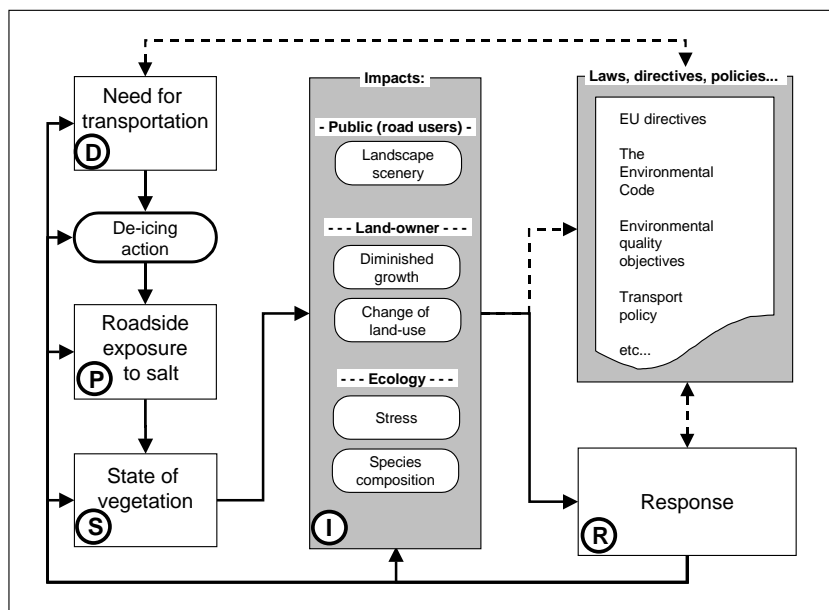 Need for
transportation
D
De-icing
action
Roadside
exposure
to salt
P
State of
vegetation
S
Impacts:
- Public (road users) -
Landscape
scenery
- - - Land-owner - - -
Diminished
growth
Change of
land-use
- - - - Ecology - - - -
Stress
Species
composition
I
Laws, directives, policies...
EU directives
The
Environmental
Code
Environmental
quality
objectives
Transport
policy
etc...
Response
R